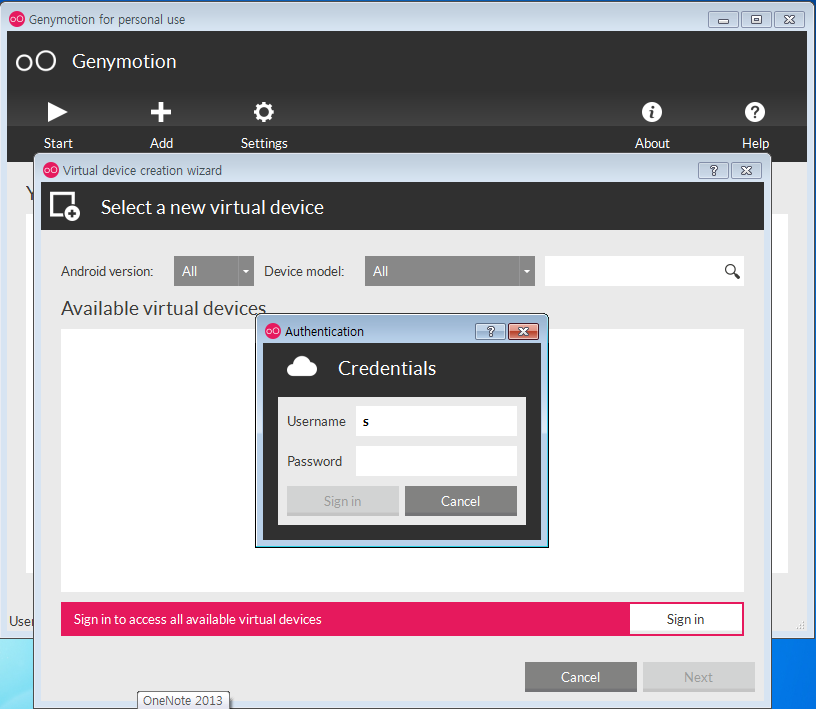 Genymotion for personal use
Genymotion
Start
Add
Settings
About
Help
Virtual device creation wizard
Select a new virtual device
Android version:
All
Device model:
All
Available virtual devices
Authentication
Credentials
Username
s
Password
Sign in
Cancel
Sign in to access all available virtual devices
Sign in
Cancel
Next
OneNote 2013